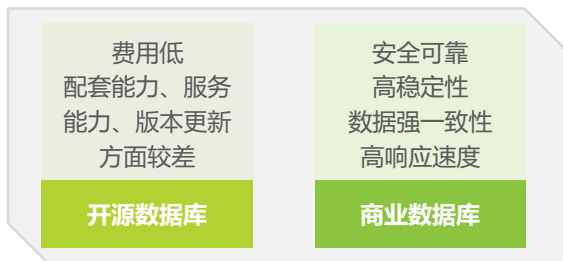 费用低
配套能力、服务
能力、版本更新
方面较差
开源数据库
安全可靠
高稳定性
数据强一致性
高响应速度
商业数据库